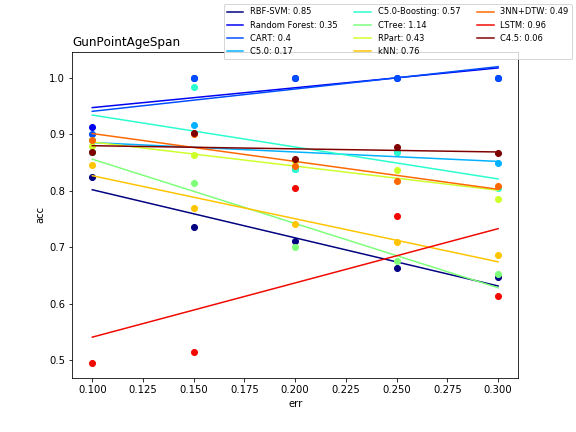 RBF-SVM: 0.85
Random Forest: 0.35
CART: 0.4
C5.0: 0.17
C5.0-Boosting: 0.57
CTree: 1.14
RPart: 0.43
kNN: 0.76
3NN+DTW: 0.49
LSTM: 0.96
C4.5: 0.06
GunPointAgeSpan
1.0
0.9
0.8
0.7
0.6
0.5
acc
0.100 0.125 0.150 0.175 0.200 0.225 0.250 0.275 0.300
err